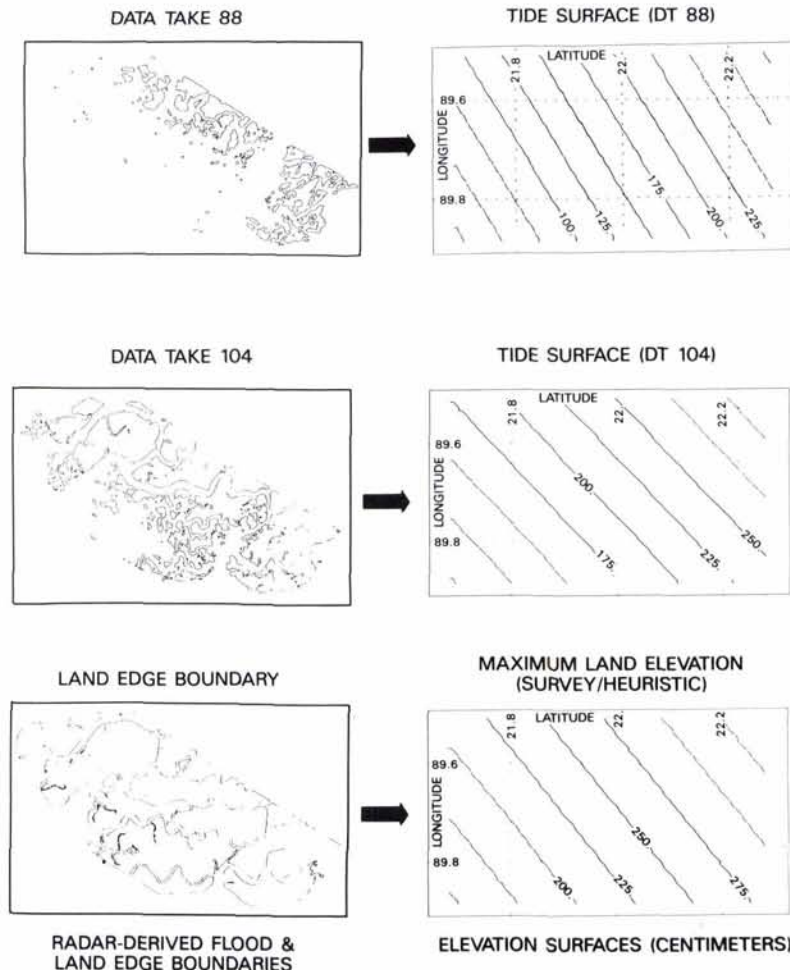 DATA TAKE 88
TIDE SURFACE (DT 88)
LATITUDE
21.8
22.
22.2
89.6
LONGITUDE
89.8
100.
125.
175.
200.
225.
DATA TAKE 104
TIDE SURFACE (DT 104)
LATITUDE
21.8
22.
22.2
89.6
LONGITUDE
89.8
200.
175.
225.
250.
LAND EDGE BOUNDARY
MAXIMUM LAND ELEVATION
(SURVEY/HEURISTIC)
LATITUDE
21.8
22.
22.2
89.6
LONGITUDE
89.8
200.
225.
250.
275.
RADAR-DERIVED FLOOD &
LAND EDGE BOUNDARIES
ELEVATION SURFACES (CENTIMETERS)